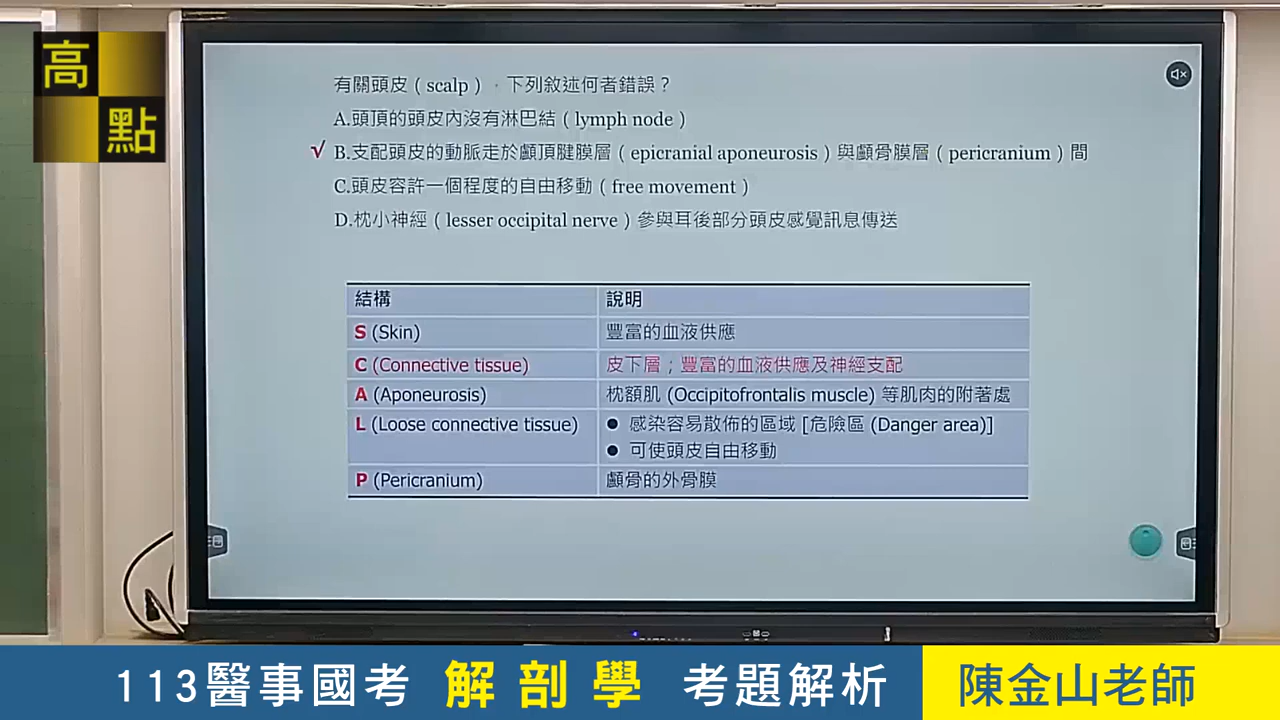 高
點
有關頭皮（scalp），下列敘述何者錯誤？
A.頭頂的頭皮內沒有淋巴結（lymph node）
√ B.支配頭皮的動脈走於顱頂腱膜層（epicranial aponeurosis）與顱骨膜層（pericranium）間
C.頭皮容許一個程度的自由移動（free movement）
D.枕小神經（lesser occipital nerve）參與耳後部分頭皮感覺訊息傳送
結構 說明
S (Skin) 豐富的血液供應
C (Connective tissue) 皮下層；豐富的血液供應及神經支配
A (Aponeurosis) 枕額肌 (Occipitofrontalis muscle) 等肌肉的附著處
L (Loose connective tissue) ● 感染容易散佈的區域 [危險區 (Danger area)]
● 可使頭皮自由移動
P (Pericranium) 顱骨的外骨膜
113醫事國考 解剖學 考題解析 陳金山老師